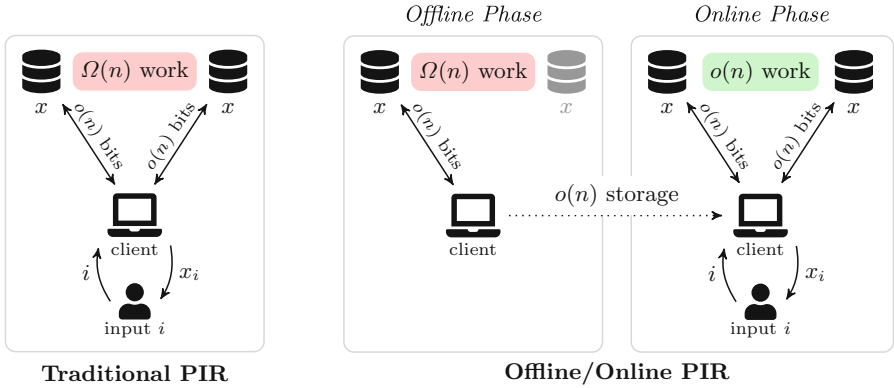 Offline Phase
Online Phase
Ω(n) work
x
x
o(n) bits
o(n) bits
client
i
x_i
input i
Traditional PIR
Ω(n) work
x
x
o(n) bits
client
o(n) storage
o(n) work
x
x
o(n) bits
o(n) bits
client
i
x_i
input i
Offline/Online PIR